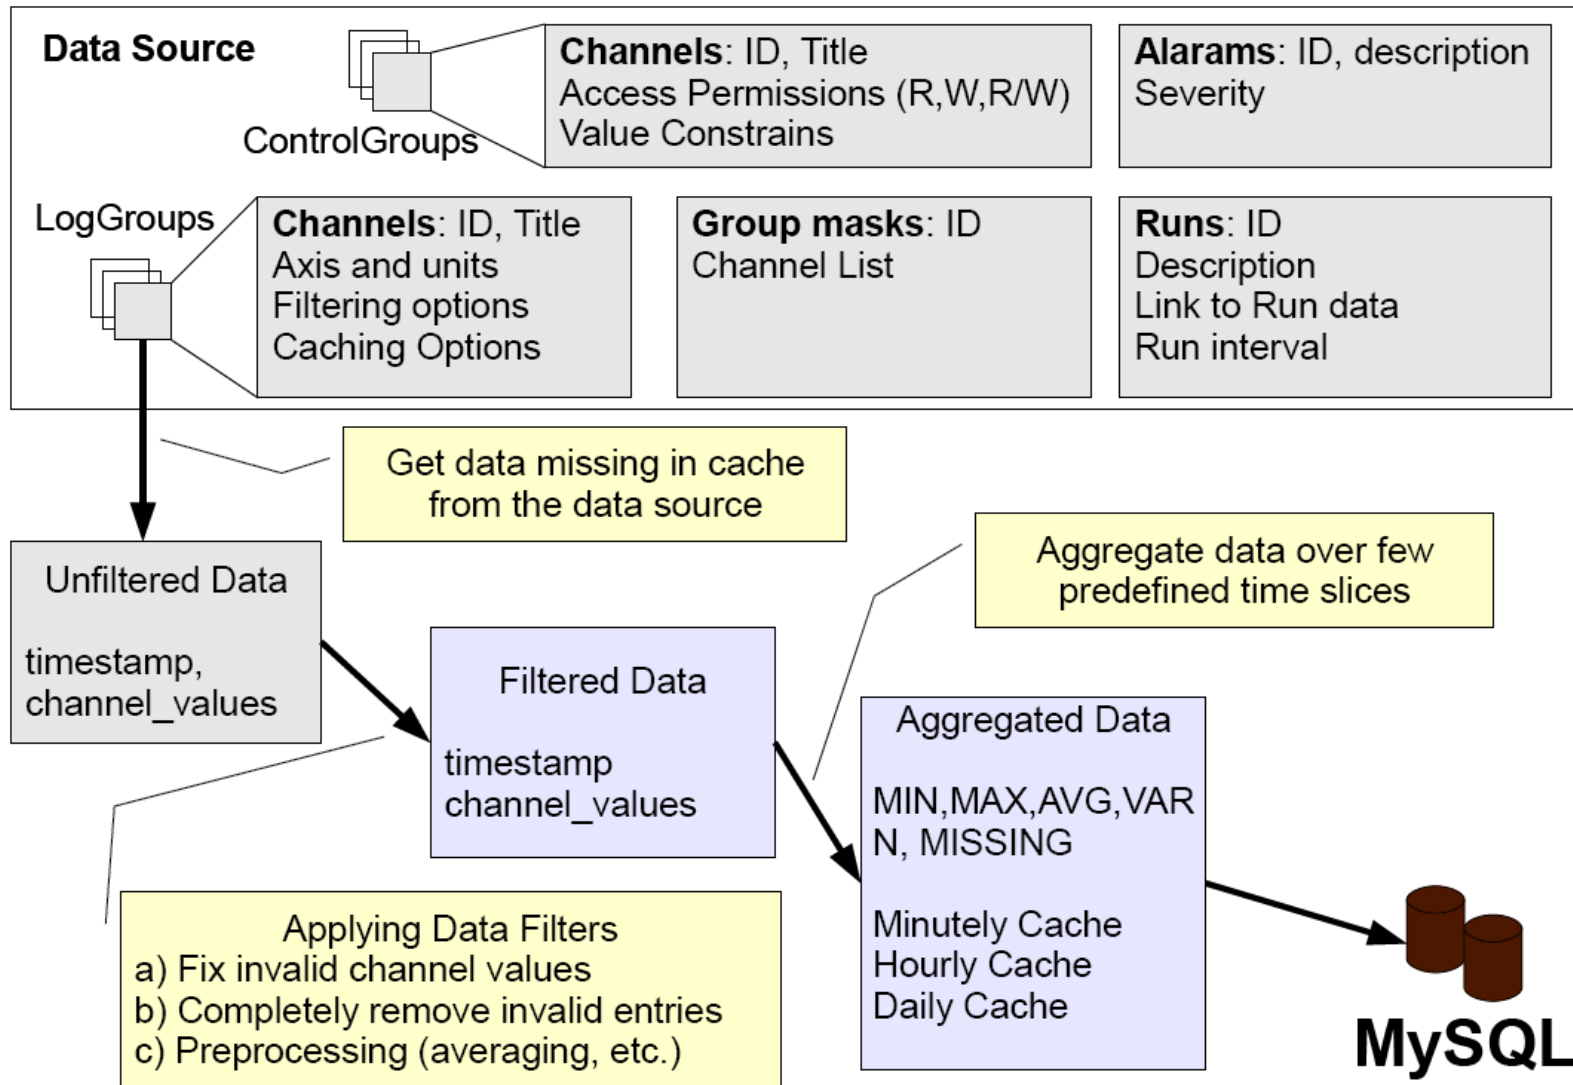 Data Source
ControlGroups
Channels: ID, Title
Access Permissions (R,W,R/W)
Value Constrains
Alarams: ID, description
Severity
LogGroups
Channels: ID, Title
Axis and units
Filtering options
Caching Options
Group masks: ID
Channel List
Runs: ID
Description
Link to Run data
Run interval
Get data missing in cache
from the data source
Aggregate data over few
predefined time slices
Unfiltered Data
timestamp,
channel_values
Filtered Data
timestamp
channel_values
Aggregated Data
MIN,MAX,AVG,VAR
N, MISSING
Minutely Cache
Hourly Cache
Daily Cache
Applying Data Filters
a) Fix invalid channel values
b) Completely remove invalid entries
c) Preprocessing (averaging, etc.)
MySQL